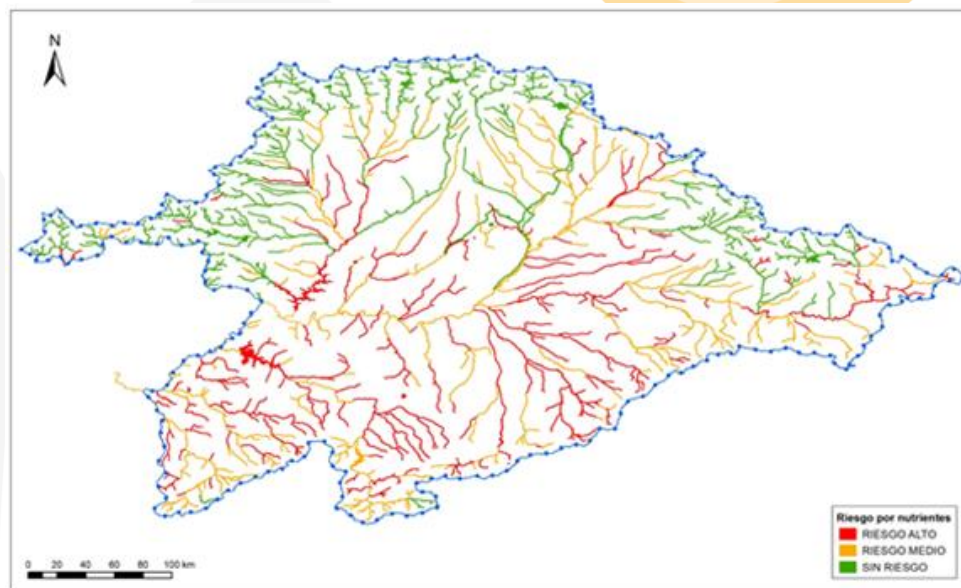 N
Riesgo por nutrientes
RIESGO ALTO
RIESGO MEDIO
SIN RIESGO
0 20 40 60 80 100 km